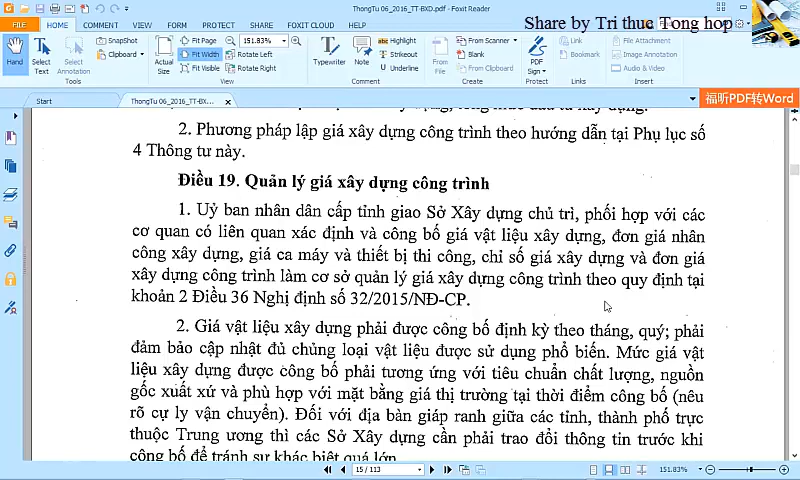 ThongTu 06_2016_TT-BXD.pdf - Foxit Reader
Share by Tri thuc Tong hop
FILE HOME COMMENT VIEW FORM PROTECT SHARE FOXIT CLOUD HELP
Hand
Select Text
Select Annotation
SnapShot
Clipboard
Tools
Actual Size
Fit Page
Fit Width
Fit Visible
151.83%
Rotate Left
Rotate Right
View
Typewriter
Note
Highlight
Strikeout
Underline
Comment
From File
From Scanner
Blank
From Clipboard
Create
PDF Sign
Protect
Link
Bookmark
Links
File Attachment
Image Annotation
Audio & Video
Insert
Start
ThongTu 06_2016_TT-BX...
福昕PDF转Word
2. Phương pháp lập giá xây dựng công trình theo hướng dẫn tại Phụ lục số
4 Thông tư này.
Điều 19. Quản lý giá xây dựng công trình
1. Uỷ ban nhân dân cấp tỉnh giao Sở Xây dựng chủ trì, phối hợp với các
cơ quan có liên quan xác định và công bố giá vật liệu xây dựng, đơn giá nhân
công xây dựng, giá ca máy và thiết bị thi công, chỉ số giá xây dựng và đơn giá
xây dựng công trình làm cơ sở quản lý giá xây dựng công trình theo quy định tại
khoản 2 Điều 36 Nghị định số 32/2015/NĐ-CP.
2. Giá vật liệu xây dựng phải được công bố định kỳ theo tháng, quý; phải
đảm bảo cập nhật đủ chủng loại vật liệu được sử dụng phổ biến. Mức giá vật
liệu xây dựng được công bố phải tương ứng với tiêu chuẩn chất lượng, nguồn
gốc xuất xứ và phù hợp với mặt bằng giá thị trường tại thời điểm công bố (nêu
rõ cự ly vận chuyển). Đối với địa bàn giáp ranh giữa các tỉnh, thành phố trực
thuộc Trung ương thì các Sở Xây dựng cần phải trao đổi thông tin trước khi
công bố để tránh sự khác biệt quá lớn.
15 / 113
151.83%